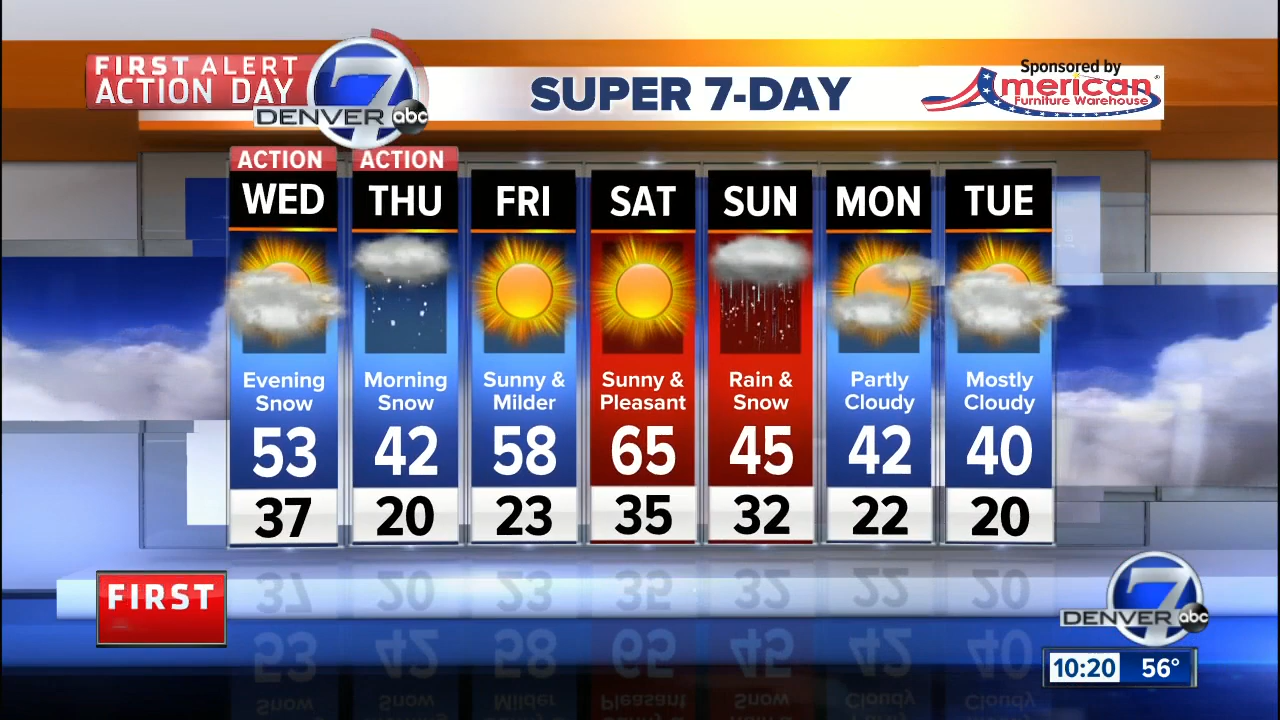 FIRST ALERT
ACTION DAY
7
DENVER abc
SUPER 7-DAY
Sponsored by
American
Furniture Warehouse
ACTION ACTION
WED THU FRI SAT SUN MON TUE
Evening Morning Sunny & Sunny & Rain & Partly Mostly
Snow Snow Milder Pleasant Snow Cloudy Cloudy
53 42 58 65 45 42 40
37 20 23 35 32 22 20
FIRST
7
DENVER abc
10:20 56°